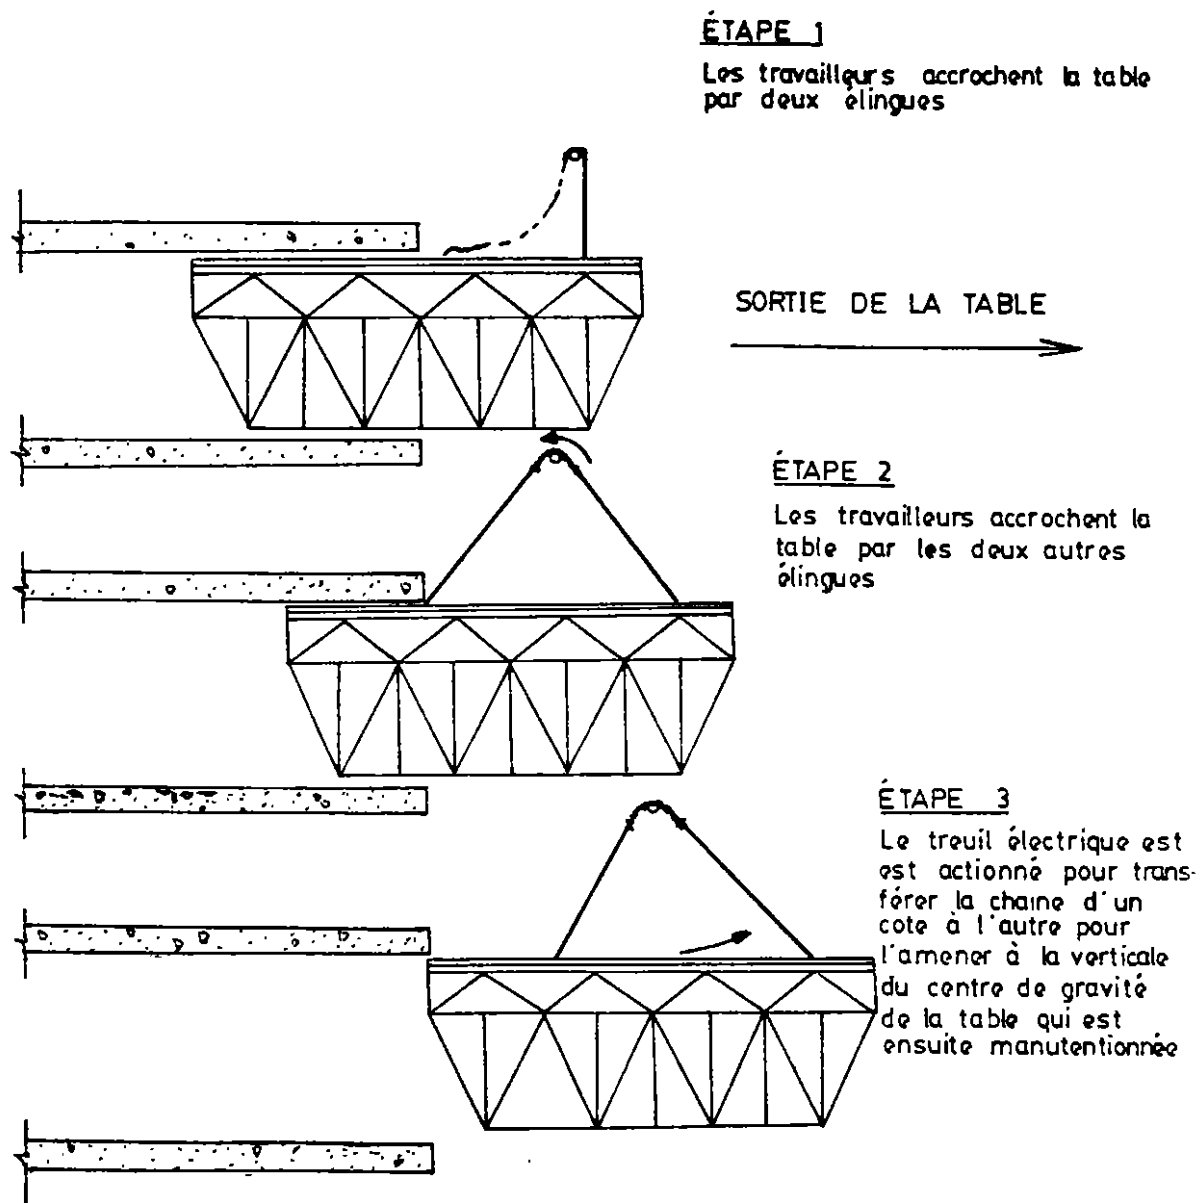 ÉTAPE 1
Les travailleurs accrochent la table
par deux élingues
SORTIE DE LA TABLE
ÉTAPE 2
Les travailleurs accrochent la
table par les deux autres
élingues
ÉTAPE 3
Le treuil électrique est
est actionné pour trans-
férer la chaine d'un
cote à l'autre pour
l'amener à la verticale
du centre de gravité
de la table qui est
ensuite manutentionnée